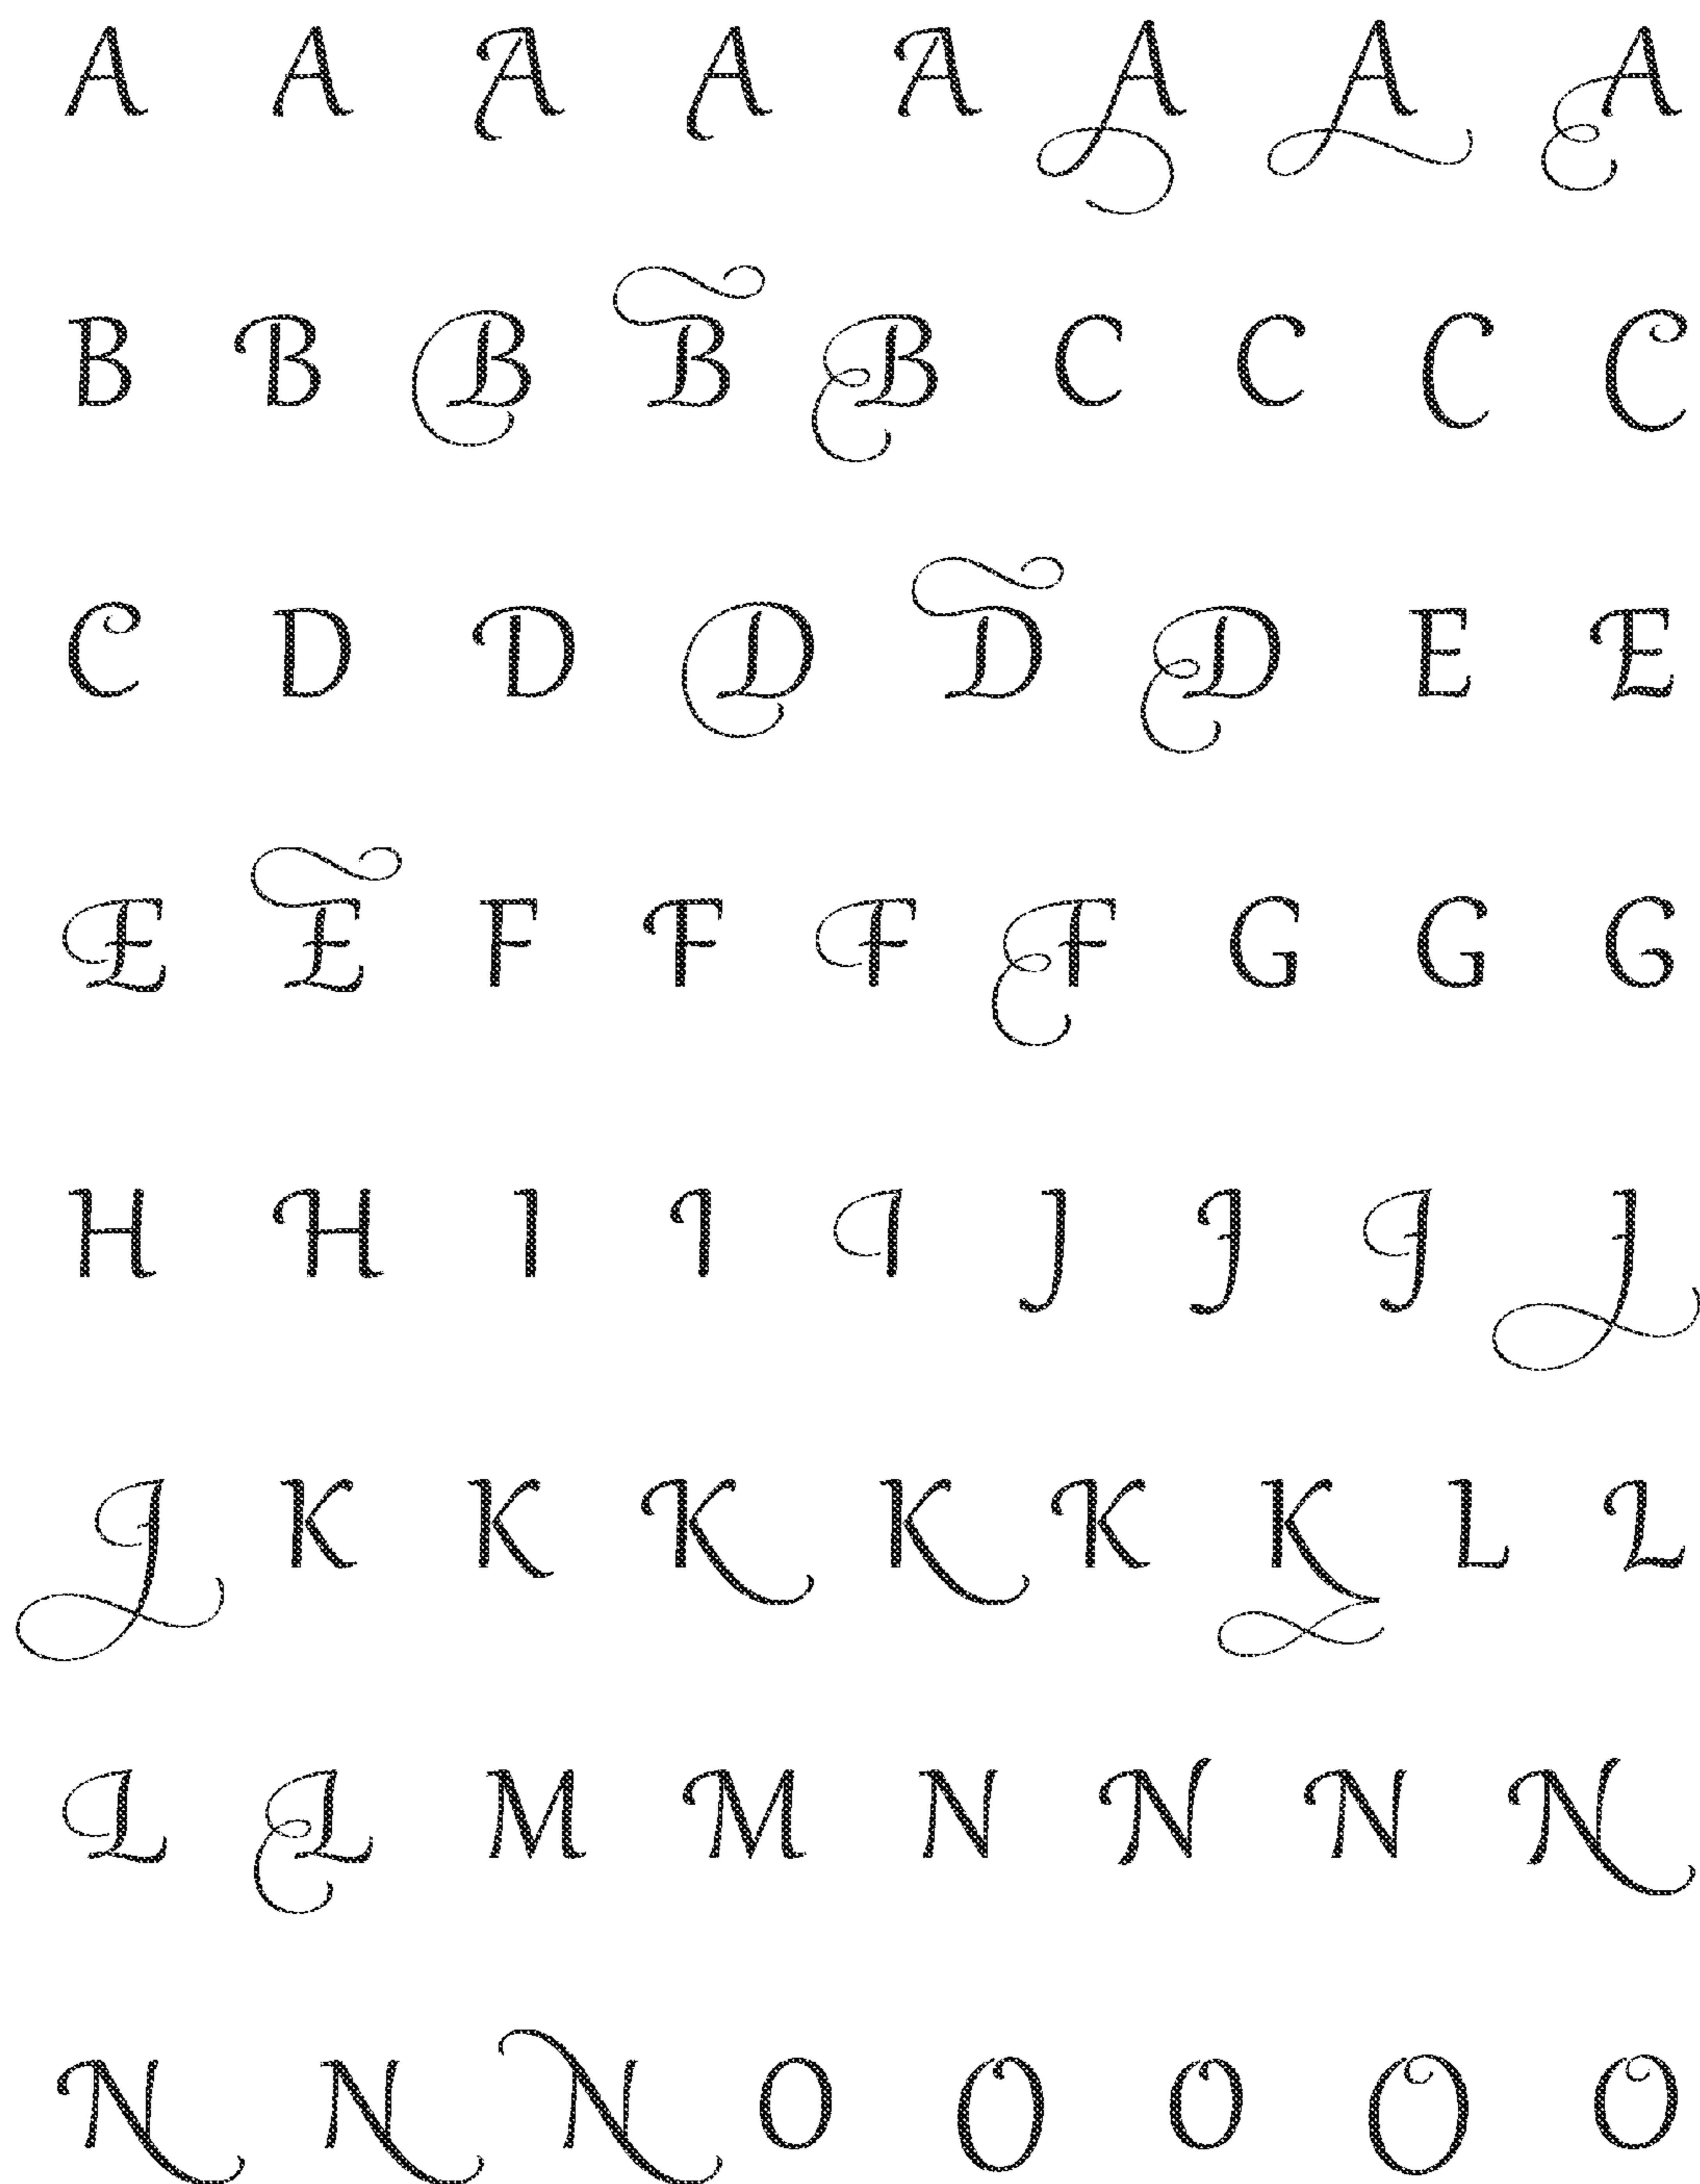 A A A A A A A A
B B B B B C C C C
C D D D D D E E
E E F F F F G G G
H H I I I J J J J
J K K K K K K L L
L L M M N N N N
N N N O O O O O